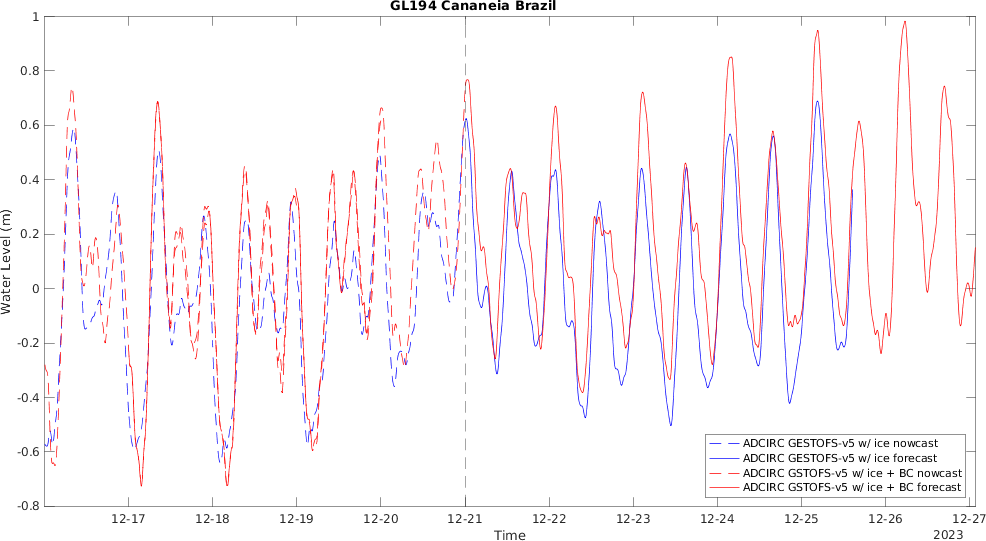 GL194 Cananeia Brazil
1
0.8
0.6
0.4
0.2
0
-0.2
-0.4
-0.6
-0.8
Water Level (m)
ADCIRC GESTOFS-v5 w/ ice nowcast
ADCIRC GESTOFS-v5 w/ ice forecast
ADCIRC GSTOFS-v5 w/ ice + BC nowcast
ADCIRC GSTOFS-v5 w/ ice + BC forecast
12-17 12-18 12-19 12-20 12-21 12-22 12-23 12-24 12-25 12-26 12-27
Time
2023